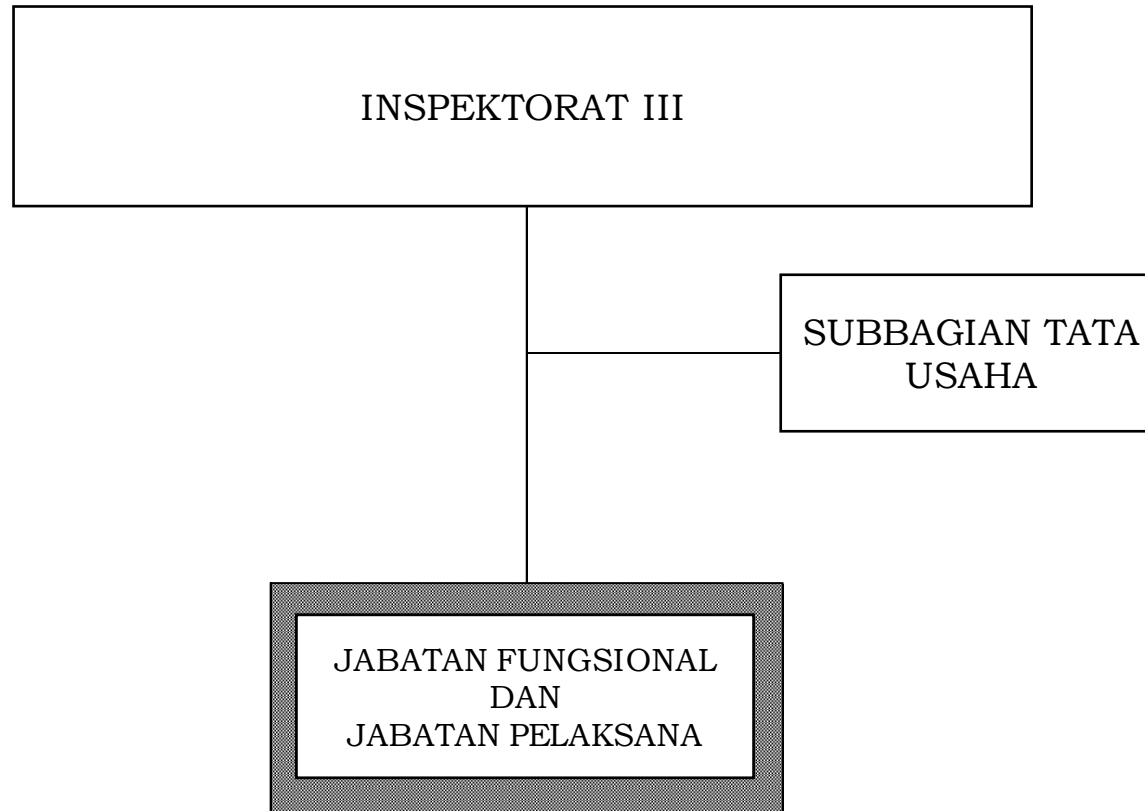 INSPEKTORAT III
SUBBAGIAN TATA
USAHA
JABATAN FUNGSIONAL
DAN
JABATAN PELAKSANA